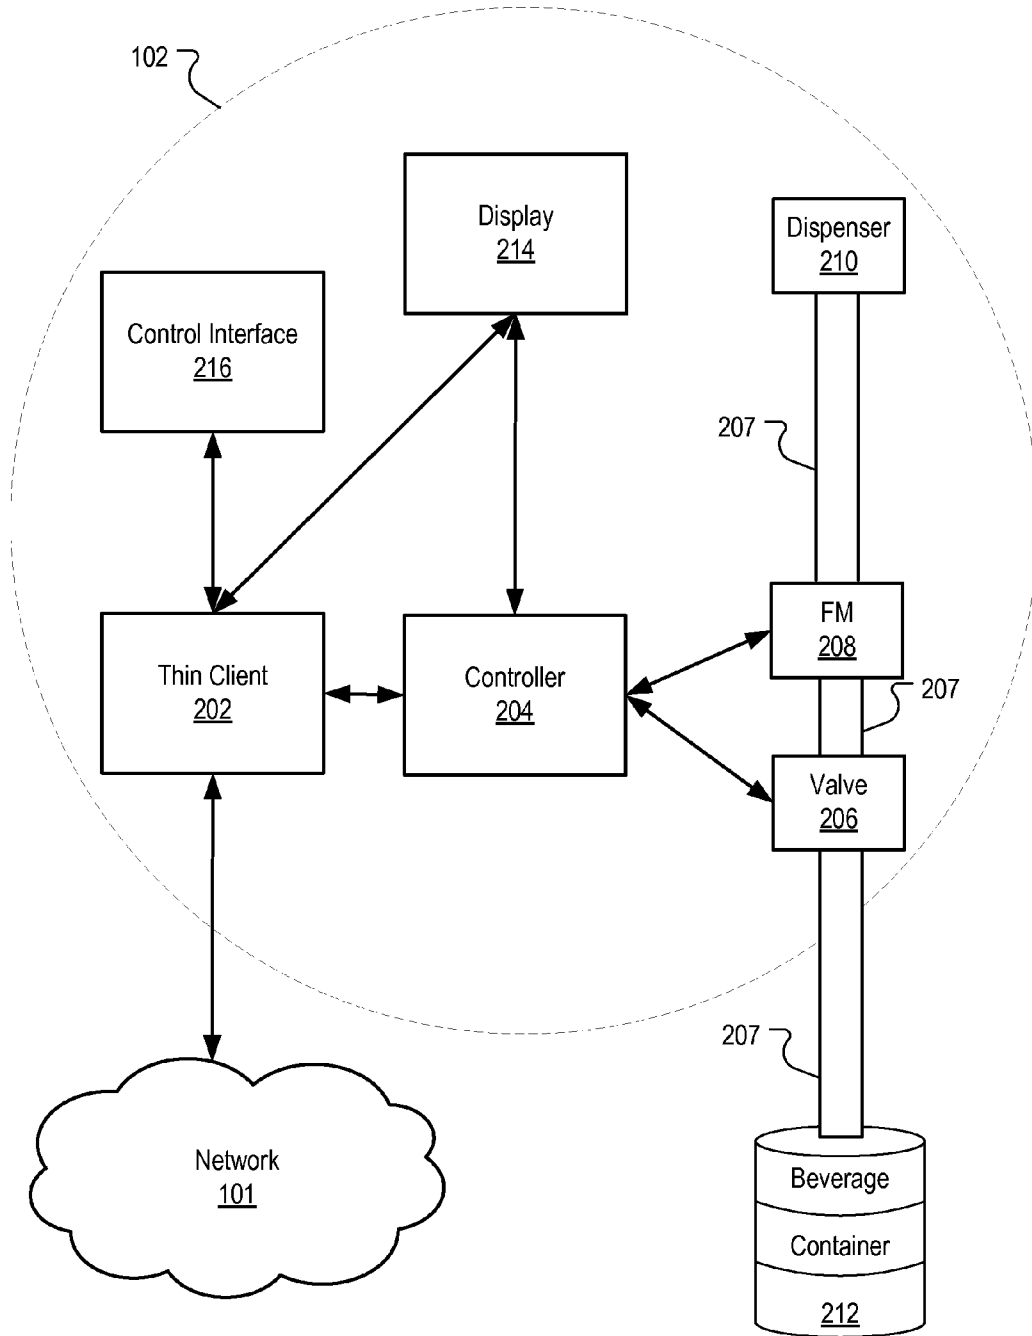 102
Display
214
Dispenser
210
Control Interface
216
207
FM
208
Thin Client
202
Controller
204
207
Valve
206
207
Network
101
Beverage
Container
212